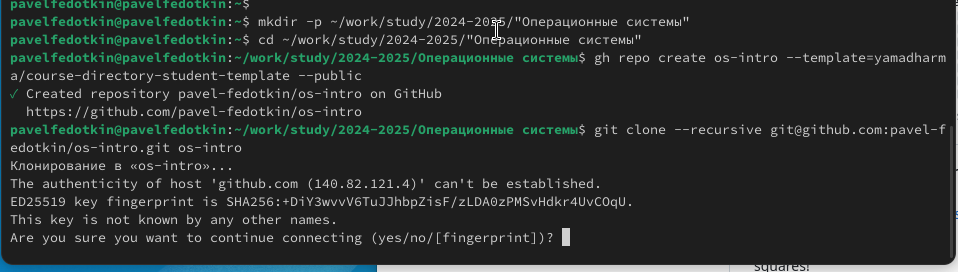 pavelfedotkin@pavelfedotkin:~$
pavelfedotkin@pavelfedotkin:~$ mkdir -p ~/work/study/2024-2025/"Операционные системы"
pavelfedotkin@pavelfedotkin:~$ cd ~/work/study/2024-2025/"Операционные системы"
pavelfedotkin@pavelfedotkin:~/work/study/2024-2025/Операционные системы$ gh repo create os-intro --template=yamadharm
a/course-directory-student-template --public
✓ Created repository pavel-fedotkin/os-intro on GitHub
https://github.com/pavel-fedotkin/os-intro
pavelfedotkin@pavelfedotkin:~/work/study/2024-2025/Операционные системы$ git clone --recursive git@github.com:pavel-f
edotkin/os-intro.git os-intro
Клонирование в «os-intro»...
The authenticity of host 'github.com (140.82.121.4)' can't be established.
ED25519 key fingerprint is SHA256:+DiY3wvvV6TuJJhbpZisF/zLDA0zPMSvHdkr4UvCOqU.
This key is not known by any other names.
Are you sure you want to continue connecting (yes/no/[fingerprint])?
squares!